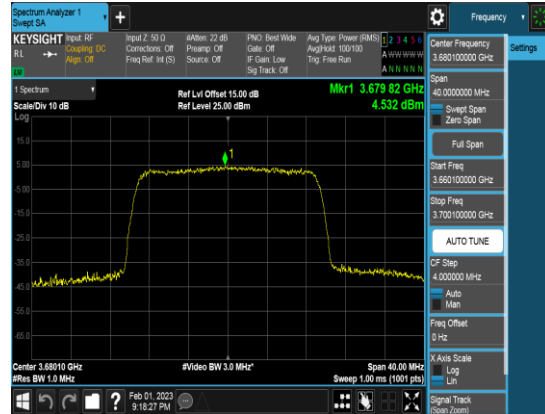 Spectrum Analyzer 1
Swept SA
Frequency
KEYSIGHT
RL
Input: RF
Coupling: DC
Align: Off
Input Z: 50 Ω
Corrections: Off
Freq Ref: Int (S)
#Atten: 22 dB
Preamp: Off
Source: Off
PNO: Best Wide
Gate: Off
IF Gain: Low
Sig Track: Off
Avg Type: Power (RMS)
Avg|Hold: 100/100
Trig: Free Run
1 2 3 4 5 6
A W W W W W
A N N N N N
LXI
1 Spectrum
Scale/Div 10 dB
Log
Ref Lvl Offset 15.00 dB
Ref Level 25.00 dBm
Mkr1 3.679 82 GHz
4.532 dBm
15.0
5.00
-5.00
-15.0
-25.0
-35.0
-45.0
-55.0
-65.0
1
Center 3.68010 GHz
#Res BW 1.0 MHz
#Video BW 3.0 MHz*
Span 40.00 MHz
Sweep 1.00 ms (1001 pts)
Feb 01, 2023
9:18:27 PM
Center Frequency
3.680100000 GHz
Settings
Span
40.0000000 MHz
Swept Span
Zero Span
Full Span
Start Freq
3.660100000 GHz
Stop Freq
3.700100000 GHz
AUTO TUNE
CF Step
4.000000 MHz
Auto
Man
Freq Offset
0 Hz
X Axis Scale
Log
Lin
Signal Track
(Span Zoom)